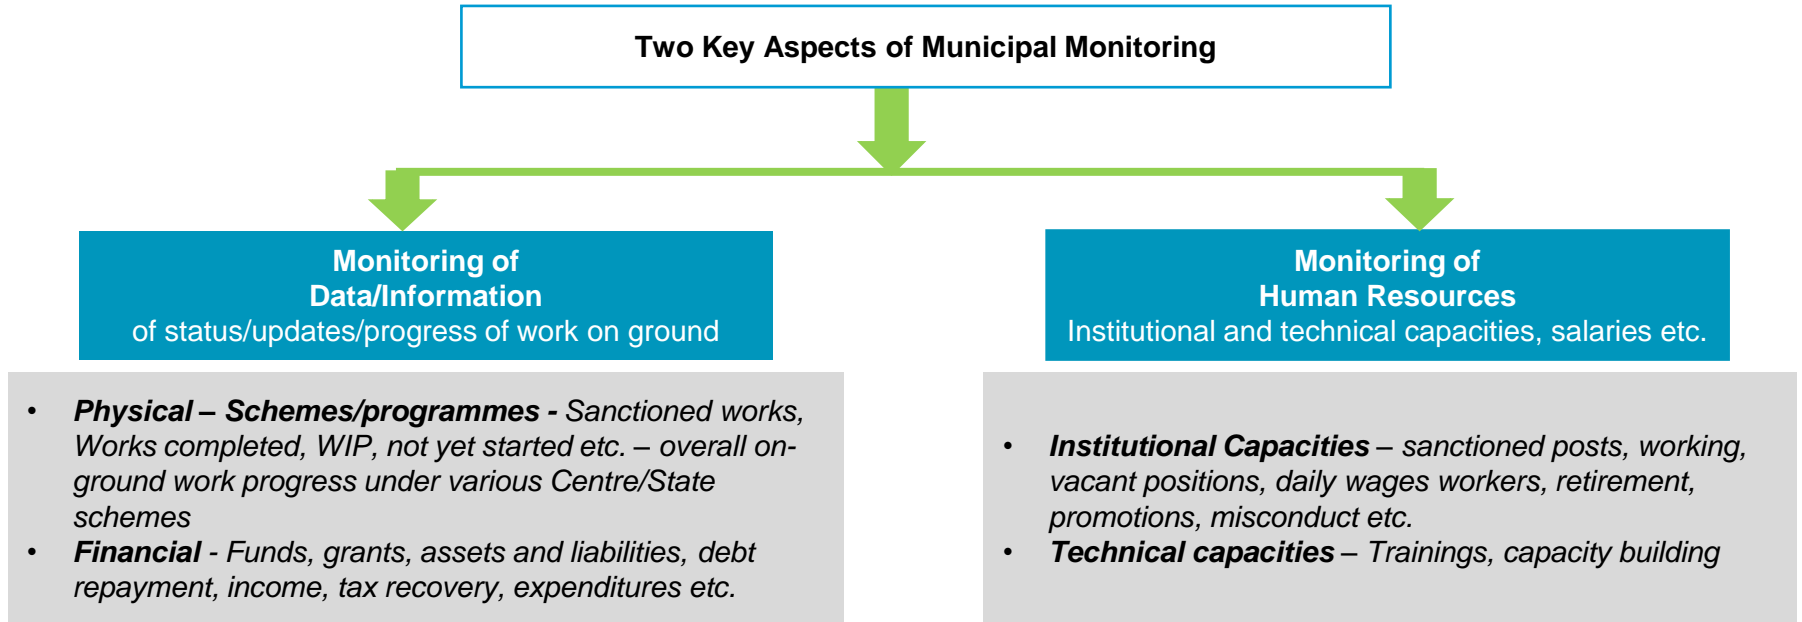 Two Key Aspects of Municipal Monitoring
Monitoring of
Data/Information
of status/updates/progress of work on ground
• Physical – Schemes/programmes - Sanctioned works,
Works completed, WIP, not yet started etc. – overall on-
ground work progress under various Centre/State
schemes
• Financial - Funds, grants, assets and liabilities, debt
repayment, income, tax recovery, expenditures etc.
Monitoring of
Human Resources
Institutional and technical capacities, salaries etc.
• Institutional Capacities – sanctioned posts, working,
vacant positions, daily wages workers, retirement,
promotions, misconduct etc.
• Technical capacities – Trainings, capacity building